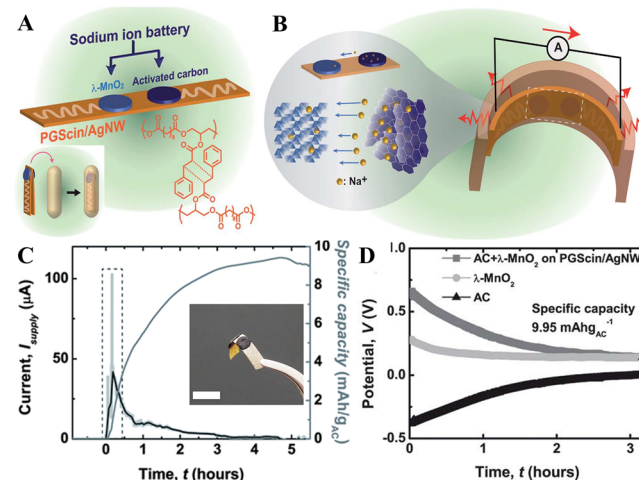 A
Sodium ion battery
λ-MnO2
Activated carbon
PGScin/AgNW
B
A
: Na+
C
Current, Isupply (μA)
100
50
0
Specific capacity (mAh/gAC)
10
8
6
4
2
0
0 1 2 3 4 5
Time, t (hours)
D
Potential, V (V)
1.0
0.5
0.0
-0.5
AC+λ-MnO2 on PGScin/AgNW
λ-MnO2
AC
Specific capacity
9.95 mAhgAC-1
0 1 2 3
Time, t (hours)